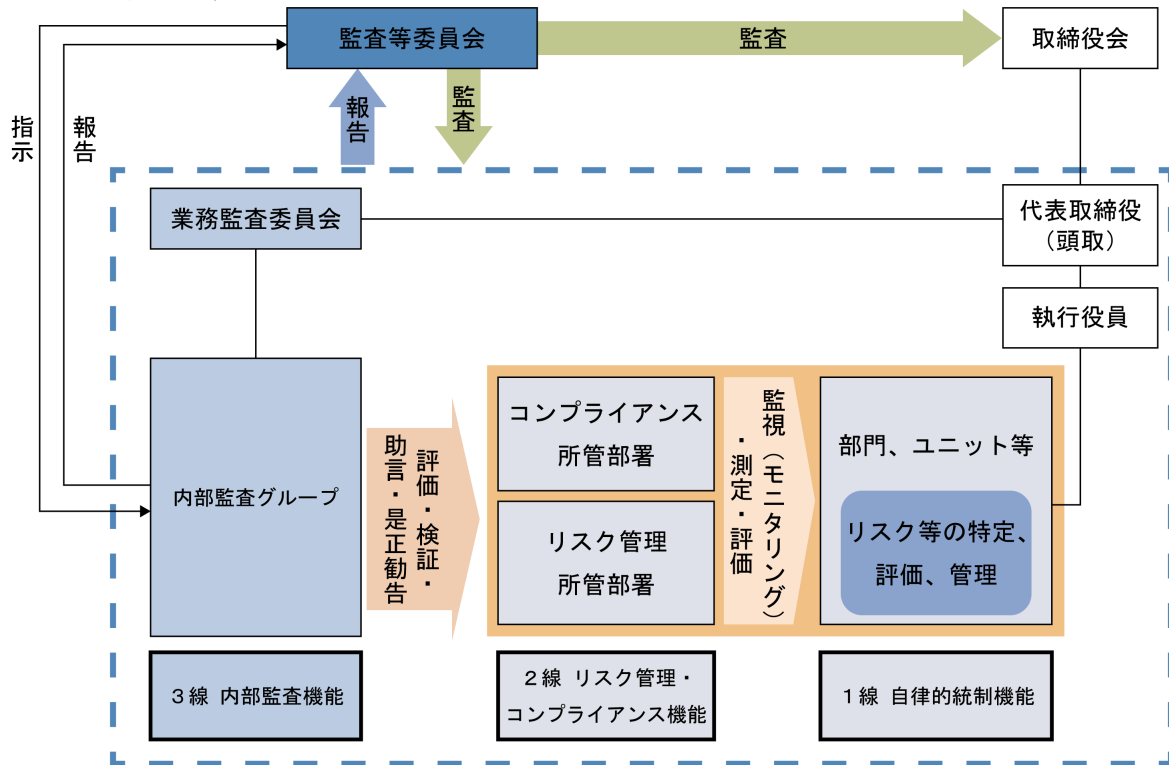 監査等委員会
監査
取締役会
指示
報告
報告
監査
業務監査委員会
代表取締役
（頭取）
執行役員
内部監査グループ
評価・検証・
助言・是正勧告
コンプライアンス
所管部署
リスク管理
所管部署
監視（モニタリング）
・測定・評価
部門、ユニット等
リスク等の特定、
評価、管理
３線 内部監査機能
２線 リスク管理・
コンプライアンス機能
１線 自律的統制機能